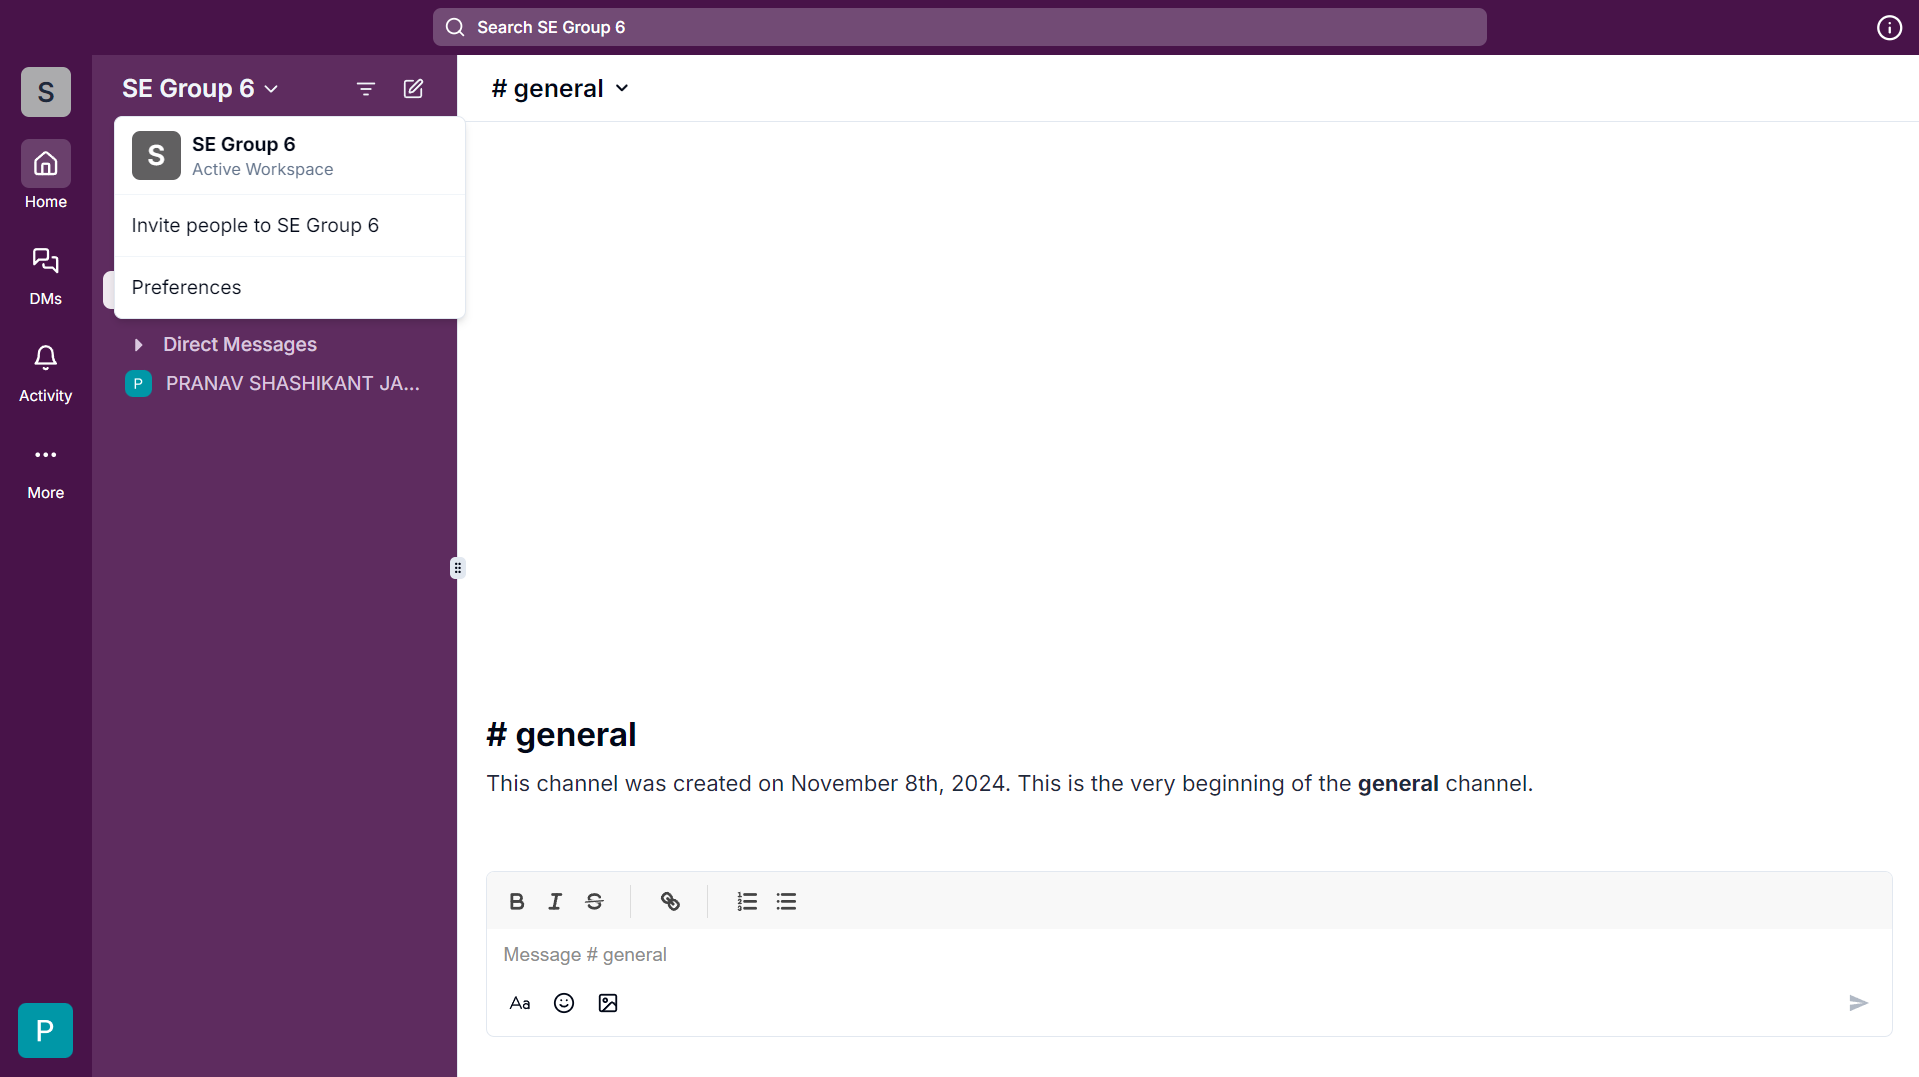 Search SE Group 6
S
Home
DMs
Activity
More
P
SE Group 6
S
SE Group 6
Active Workspace
Invite people to SE Group 6
Preferences
Direct Messages
P PRANAV SHASHIKANT JA...
# general
# general
This channel was created on November 8th, 2024. This is the very beginning of the general channel.
Message # general
Aa